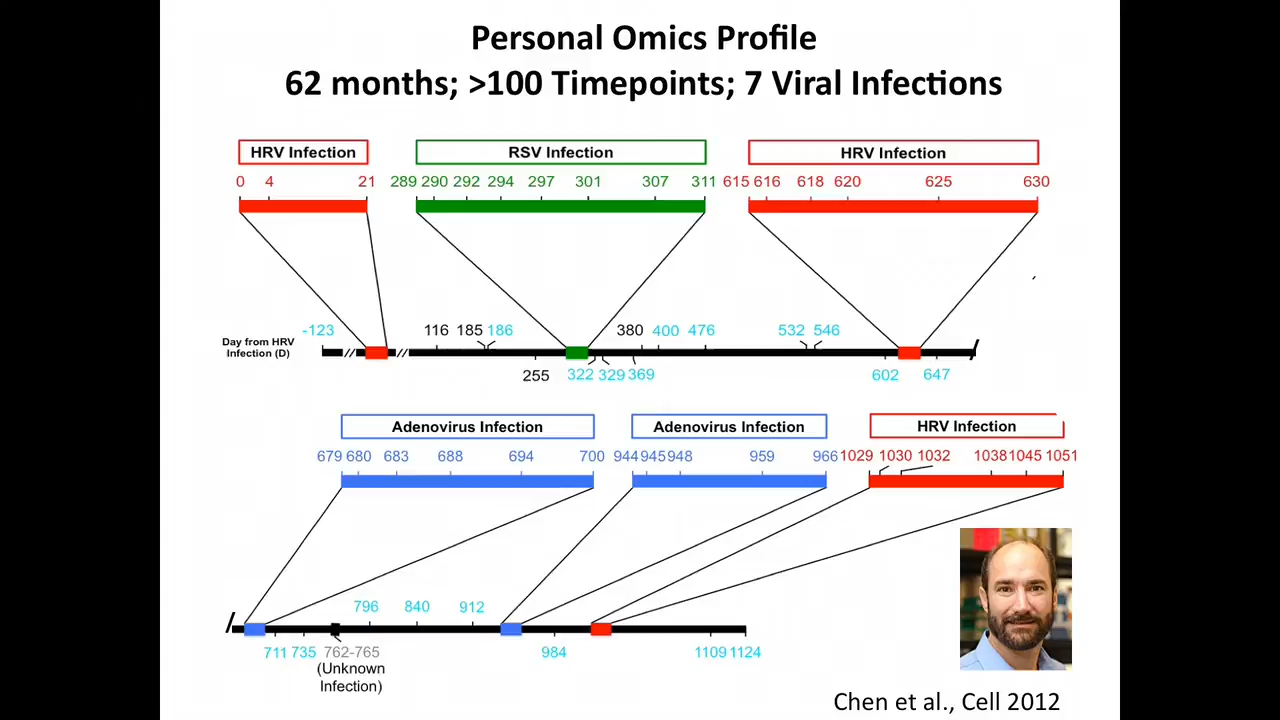 Personal Omics Profile
62 months; >100 Timepoints; 7 Viral Infections
HRV Infection
RSV Infection
HRV Infection
0 4 21
289 290 292 294 297 301 307 311
615 616 618 620 625 630
Day from HRV
Infection (D)
-123 116 185 186 380 400 476 532 546
255 322 329 369 602 647
Adenovirus Infection
Adenovirus Infection
HRV Infection
679 680 683 688 694 700
944 945 948 959 966
1029 1030 1032 1038 1045 1051
796 840 912
711 735 762-765 984 1109 1124
(Unknown
Infection)
Chen et al., Cell 2012